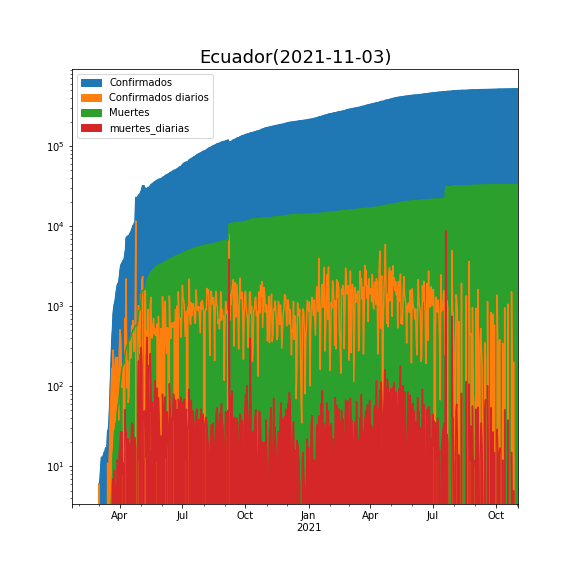 Ecuador(2021-11-03)
Confirmados
Confirmados diarios
Muertes
muertes_diarias
10^5
10^4
10^3
10^2
10^1
Apr Jul Oct Jan Apr Jul Oct
2021